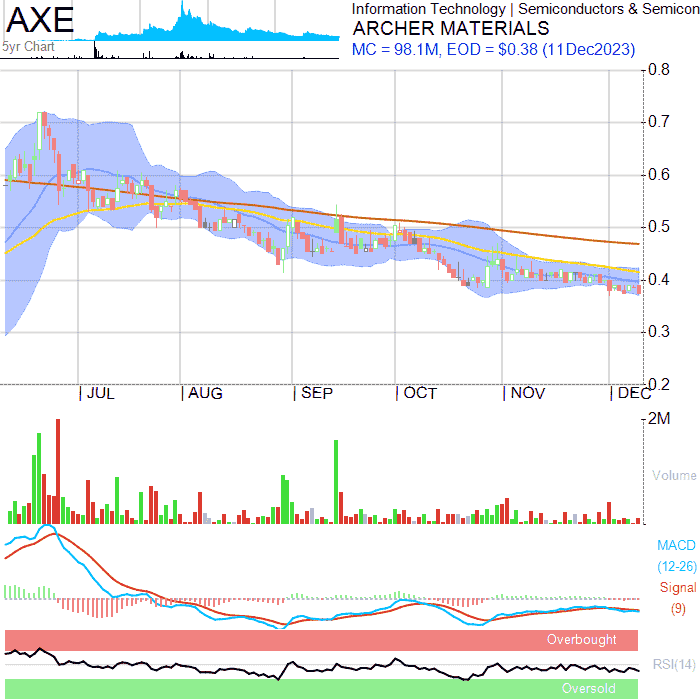 AXE
5yr Chart
Information Technology | Semiconductors & Semicon
ARCHER MATERIALS
MC = 98.1M, EOD = $0.38 (11Dec2023)
0.8
0.7
0.6
0.5
0.4
0.3
0.2
| JUL | AUG | SEP | OCT | NOV | DEC
2M
Volume
MACD
(12-26)
Signal
(9)
Overbought
RSI(14)
Oversold